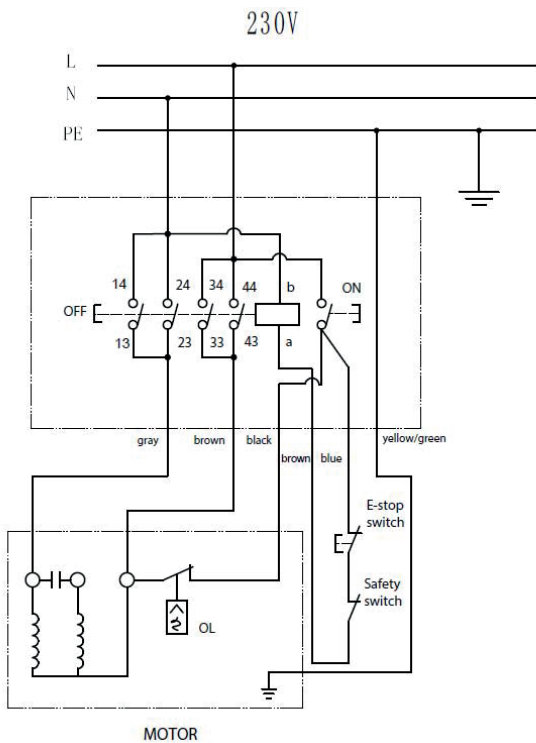 230V
L
N
PE
14 24 34 44 b ON
OFF
13 23 33 43 a
gray brown black yellow/green
brown blue
E-stop
switch
Safety
switch
OL
MOTOR